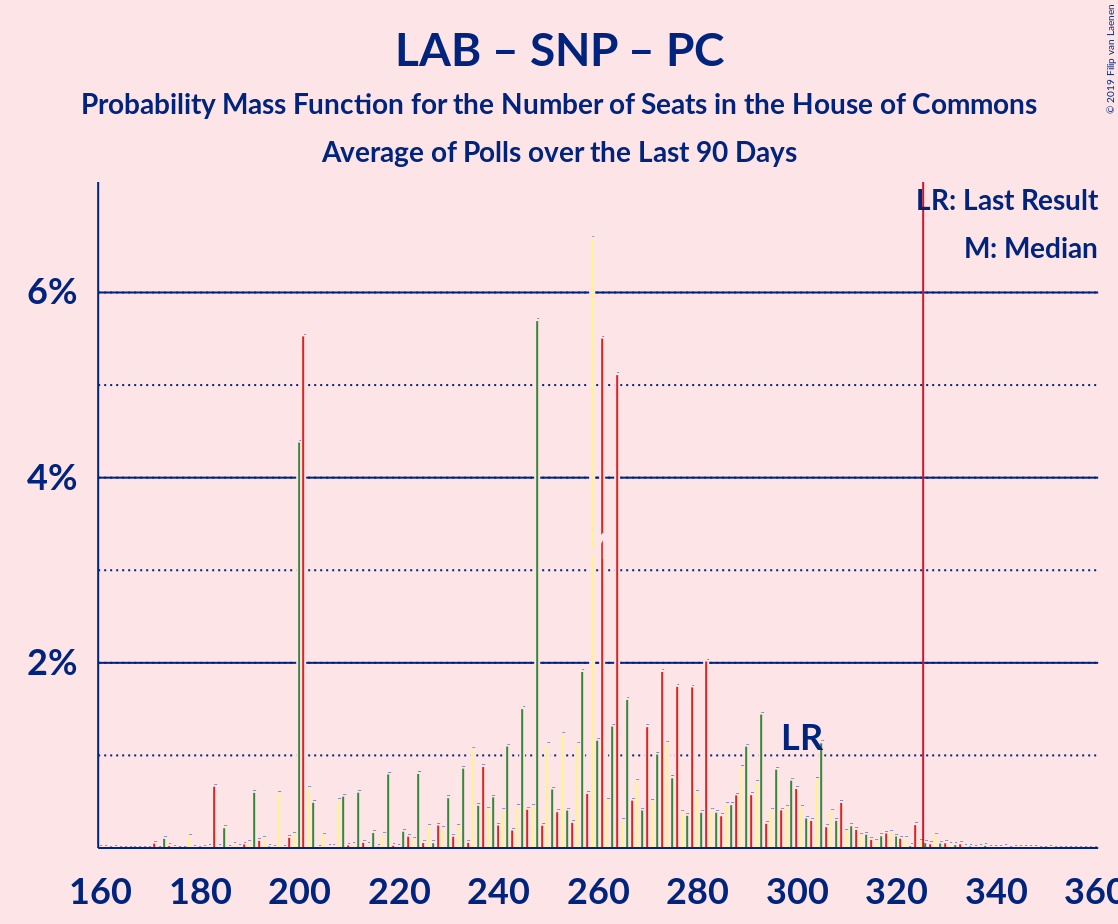 LAB – SNP – PC
Probability Mass Function for the Number of Seats in the House of Commons
Average of Polls over the Last 90 Days
© 2019 Filip van Laenen
LR: Last Result
M: Median
6%
4%
2%
LR
160 180 200 220 240 260 280 300 320 340 360